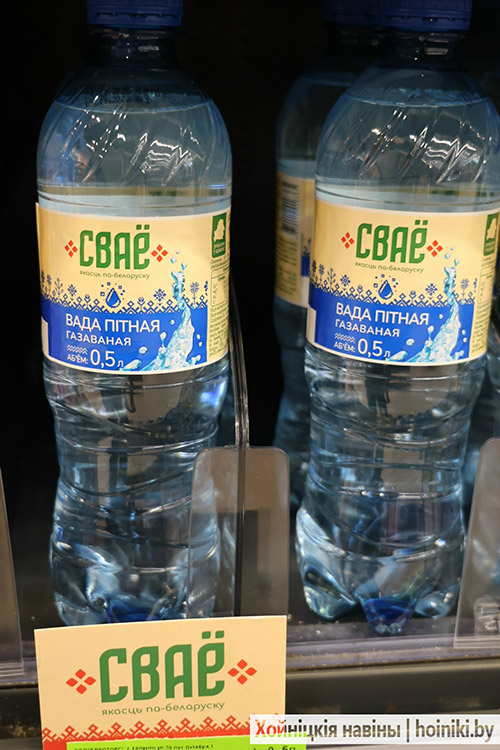 СВАЁ
якасць па-беларуску
ВАДА ПІТНАЯ
ГАЗАВАНАЯ
АБ'ЁМ: 0,5 л
СВАЁ
якасць па-беларуску
ВАДА ПІТНАЯ
ГАЗАВАНАЯ
АБ'ЁМ: 0,5 л
СВАЁ
якасць па-беларуску
Хойніцкія навіны | hoiniki.by